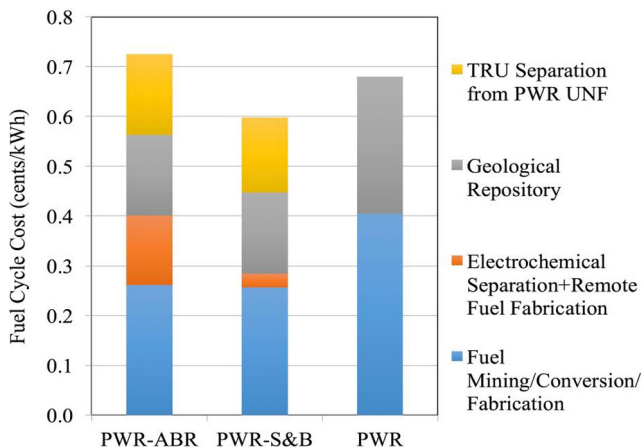 Fuel Cycle Cost (cents/kWh)
0.8
0.7
0.6
0.5
0.4
0.3
0.2
0.1
0.0
PWR-ABR
PWR-S&B
PWR
TRU Separation
from PWR UNF
Geological
Repository
Electrochemical
Separation+Remote
Fuel Fabrication
Fuel
Mining/Conversion/
Fabrication